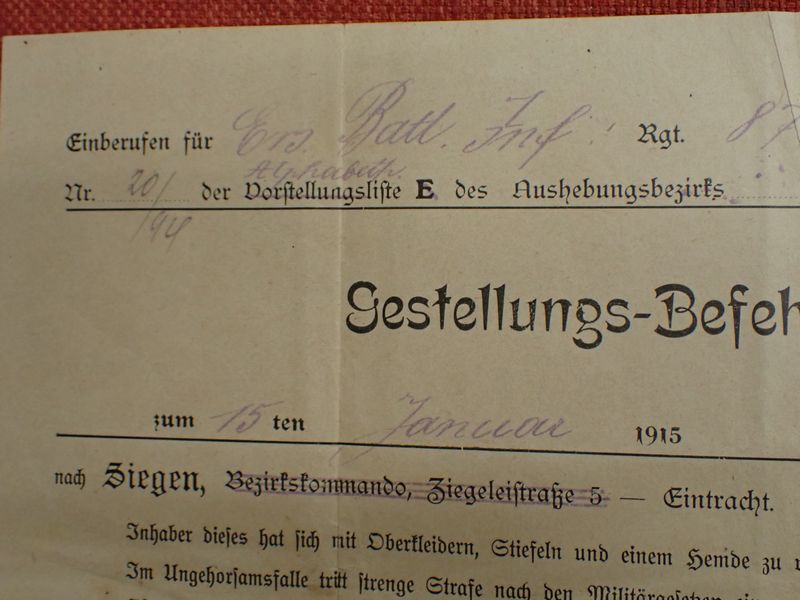 Einberufen für Ers. Batl. Inf. Rgt. 87
Alphabeth.
Nr. 20/ der Vorstellungsliste E des Aushebungsbezirks
/94
Gestellungs-Befeh
zum 15 ten Januar 1915
nach Siegen, Bezirkskommando, Ziegeleistraße 5 — Eintracht.
Inhaber dieses hat sich mit Oberkleidern, Stiefeln und einem Hemde zu
Im Ungehorsamsfalle tritt strenge Strafe nach den Militärgesetzen